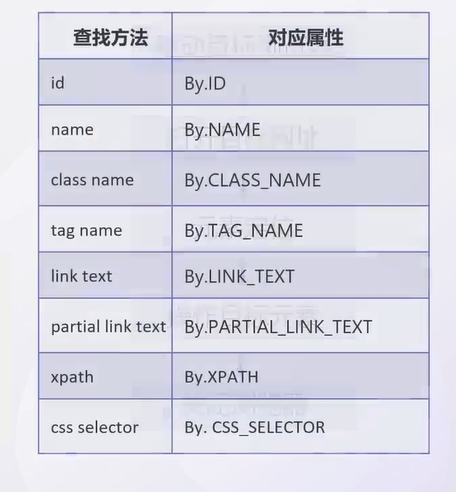 查找方法 对应属性
id By.ID
name By.NAME
class name By.CLASS_NAME
tag name By.TAG_NAME
link text By.LINK_TEXT
partial link text By.PARTIAL_LINK_TEXT
xpath By.XPATH
css selector By. CSS_SELECTOR